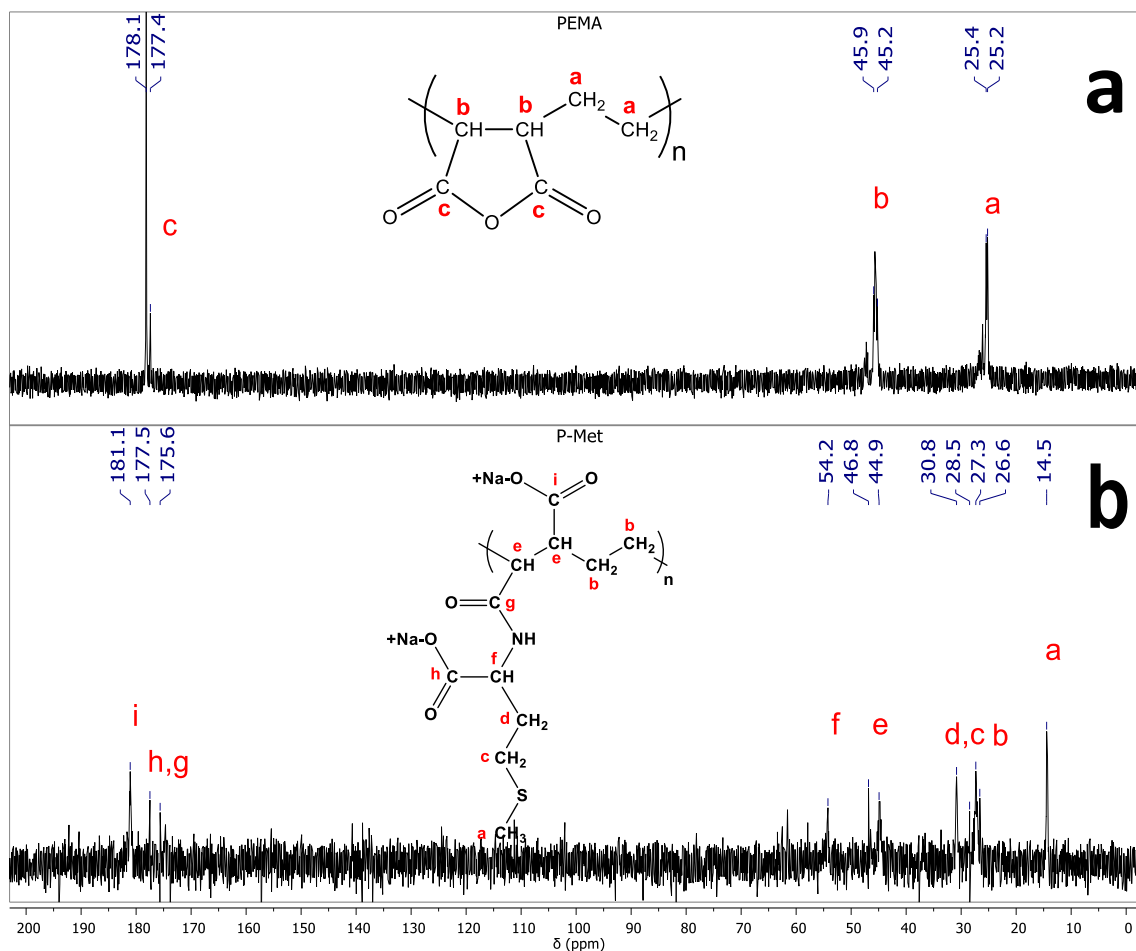 PEMA
178.1
177.4
45.9
45.2
25.4
25.2
a
a
b
b
CH2
a
CH
CH
CH2
n
C
C
c
c
O
O
O
c
b
a
P-Met
181.1
177.5
175.6
54.2
46.8
44.9
30.8
28.5
27.3
26.6
14.5
b
+Na-O
i
O
C
b
e
CH
CH2
CH
e
CH2
n
b
O
C
g
+Na-O
NH
f
h
C
CH
O
d
CH2
c
CH2
S
a
CH3
i
h,g
f
e
d,c
b
a
200 190 180 170 160 150 140 130 120 110 100 90 80 70 60 50 40 30 20 10 0
δ (ppm)